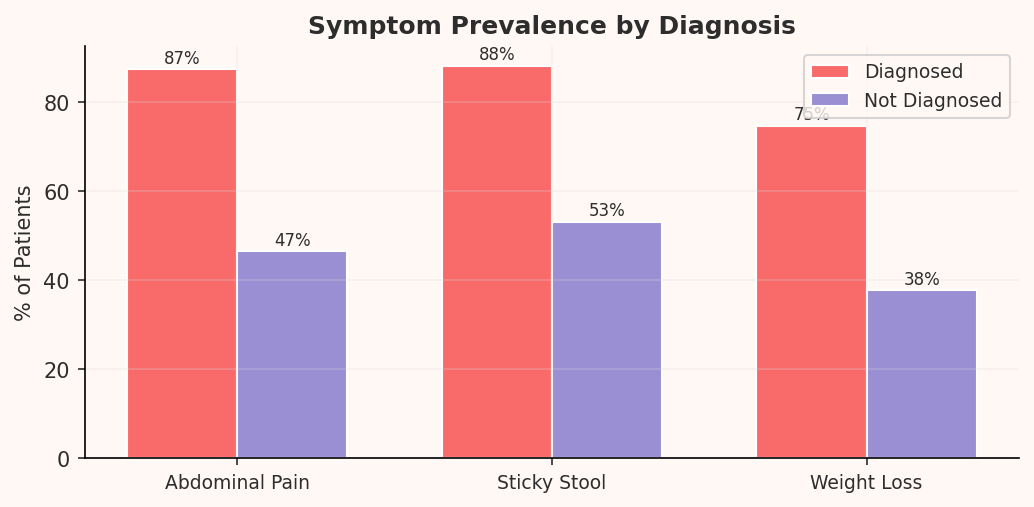 Symptom Prevalence by Diagnosis
87%
88%
Diagnosed
Not Diagnosed
75%
53%
47%
38%
% of Patients
80
60
40
20
0
Abdominal Pain
Sticky Stool
Weight Loss